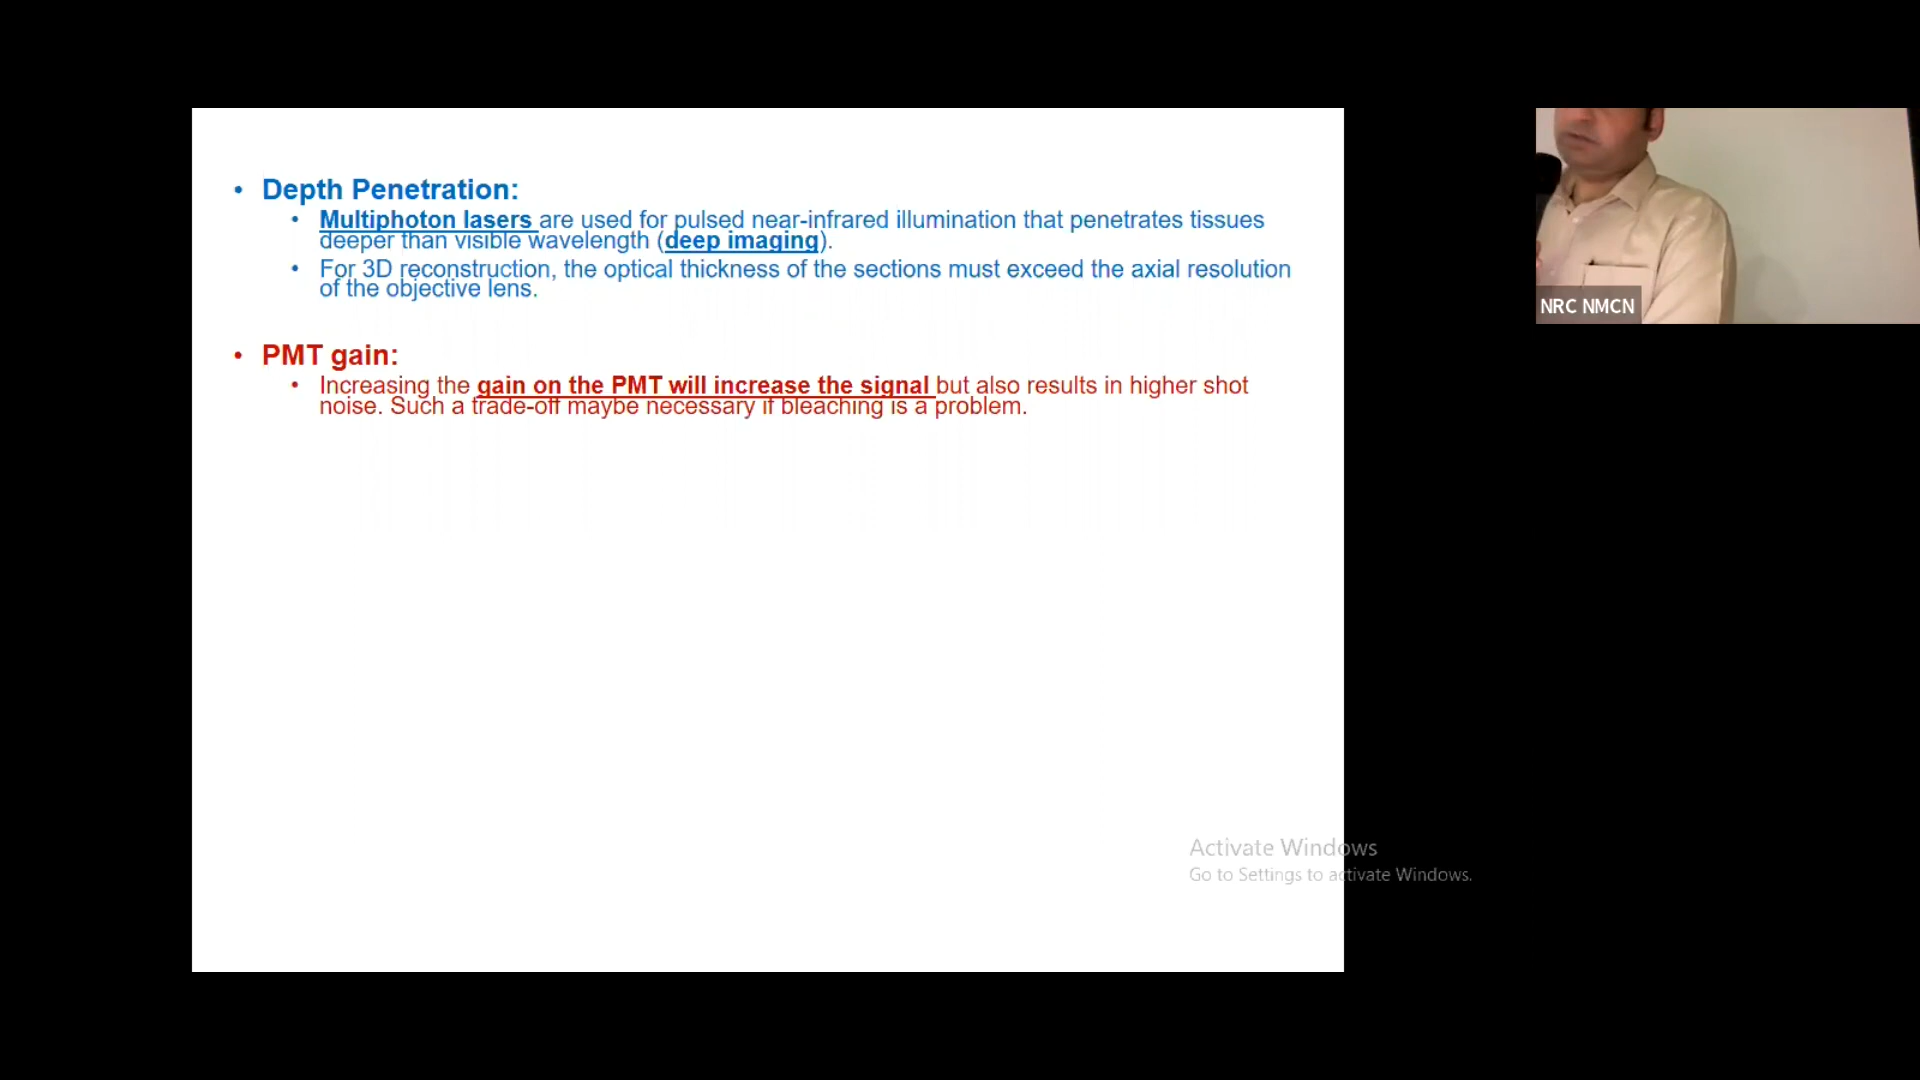 • Depth Penetration:
• Multiphoton lasers are used for pulsed near-infrared illumination that penetrates tissues
deeper than visible wavelength (deep imaging).
• For 3D reconstruction, the optical thickness of the sections must exceed the axial resolution
of the objective lens.
• PMT gain:
• Increasing the gain on the PMT will increase the signal but also results in higher shot
noise. Such a trade-off maybe necessary if bleaching is a problem.
NRC NMCN
Activate Windows
Go to Settings to activate Windows.